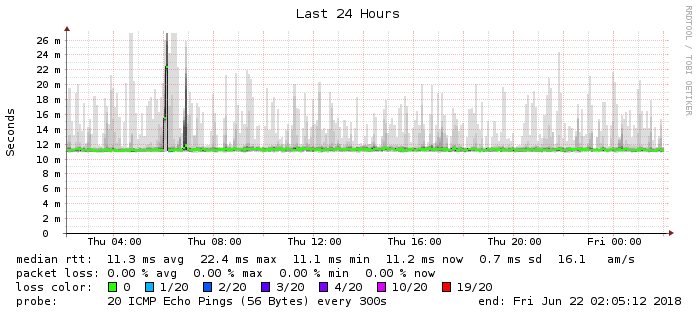 Last 24 Hours
RRDTOOL / TOBI OETIKER
Seconds
26 m
24 m
22 m
20 m
18 m
16 m
14 m
12 m
10 m
8 m
6 m
4 m
2 m
0
Thu 04:00 Thu 08:00 Thu 12:00 Thu 16:00 Thu 20:00 Fri 00:00
median rtt: 11.3 ms avg 22.4 ms max 11.1 ms min 11.2 ms now 0.7 ms sd 16.1 am/s
packet loss: 0.00 % avg 0.00 % max 0.00 % min 0.00 % now
loss color: 0 1/20 2/20 3/20 4/20 10/20 19/20
probe: 20 ICMP Echo Pings (56 Bytes) every 300s end: Fri Jun 22 02:05:12 2018